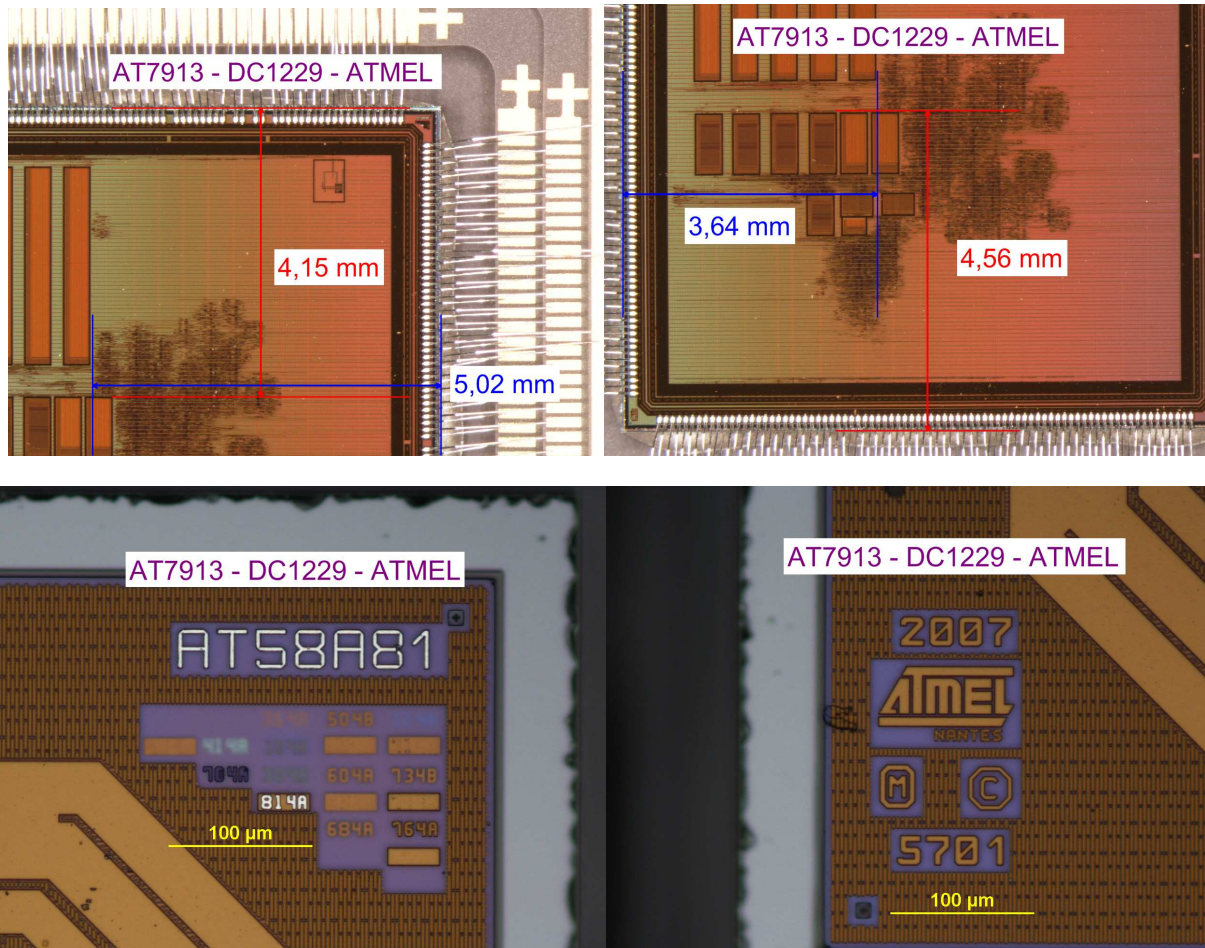 AT7913 - DC1229 - ATMEL
4,15 mm
5,02 mm
AT7913 - DC1229 - ATMEL
3,64 mm
4,56 mm
AT7913 - DC1229 - ATMEL
AT58A81
504B
414A
704A
604A 734B
814A
684A 764A
100 µm
AT7913 - DC1229 - ATMEL
2007
ATMEL
NANTES
M C
5701
100 µm